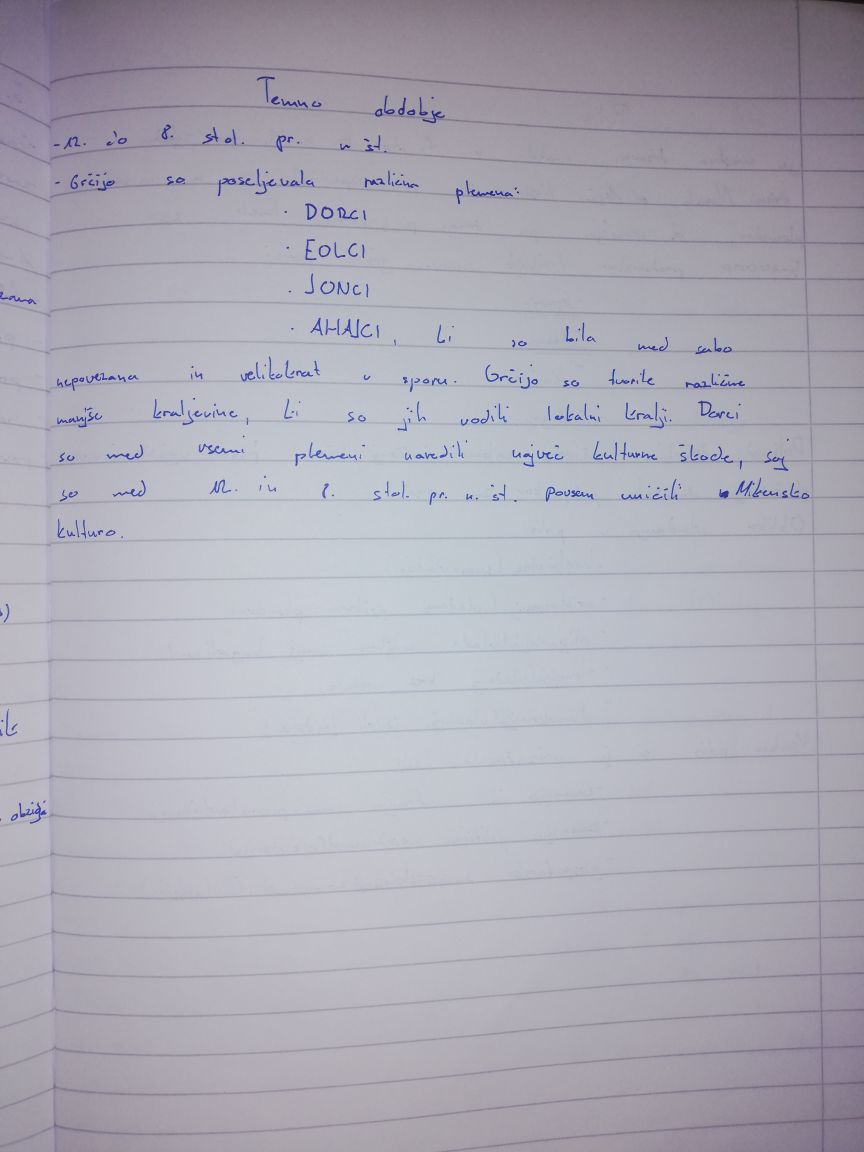 Temno obdobje
- 12. do 8. stol. pr. n št.
- Grčijo so poseljevala različna plemena:
· DORCI
· EOLCI
· JONCI
· AHAJCI, ki so bila med sabo
nepovezana in velikokrat v sporu. Grčijo so tvorile različne
manjše kraljevine, ki so jih vodili lokalni kralji. Dorci
so med vsemi plemeni naredili največ kulturne škode, saj
so med 12. in 8. stol. pr. n. št. povsem uničili Mikensko
kulturo.